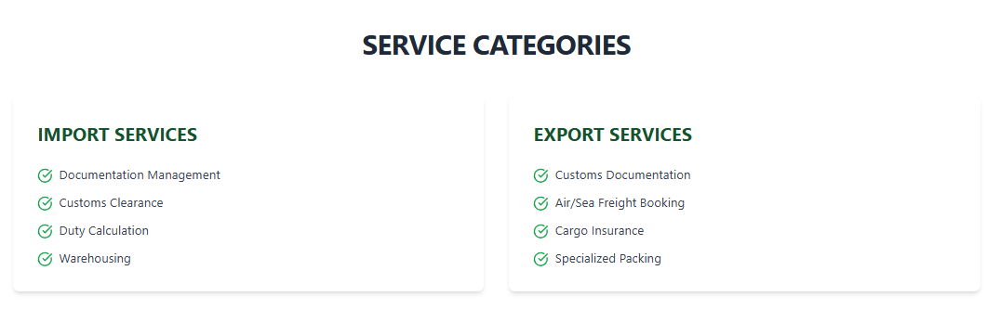 SERVICE CATEGORIES
IMPORT SERVICES
Documentation Management
Customs Clearance
Duty Calculation
Warehousing
EXPORT SERVICES
Customs Documentation
Air/Sea Freight Booking
Cargo Insurance
Specialized Packing